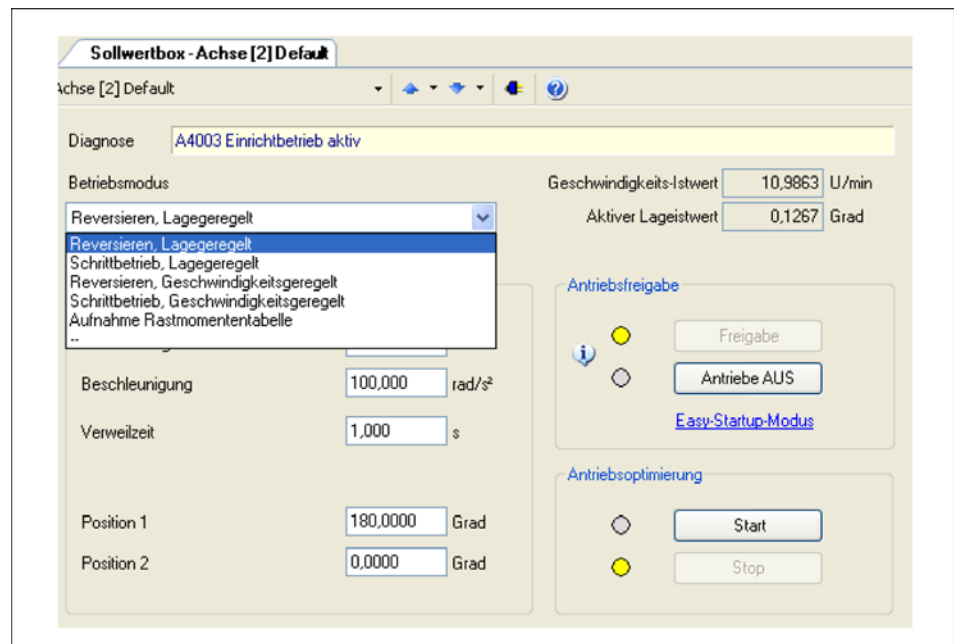 Sollwertbox - Achse [2] Default
Achse [2] Default
Diagnose A4003 Einrichtbetrieb aktiv
Betriebsmodus
Geschwindigkeits-Istwert 10,9863 U/min
Reversieren, Lagegeregelt
Aktiver Lageistwert 0,1267 Grad
Reversieren, Lagegeregelt
Schrittbetrieb, Lagegeregelt
Reversieren, Geschwindigkeitsgeregelt
Schrittbetrieb, Geschwindigkeitsgeregelt
Aufnahme Rastmomententabelle
--
Beschleunigung 100,000 rad/s²
Verweilzeit 1,000 s
Position 1 180,0000 Grad
Position 2 0,0000 Grad
Antriebsfreigabe
Freigabe
Antriebe AUS
Easy-Startup-Modus
Antriebsoptimierung
Start
Stop